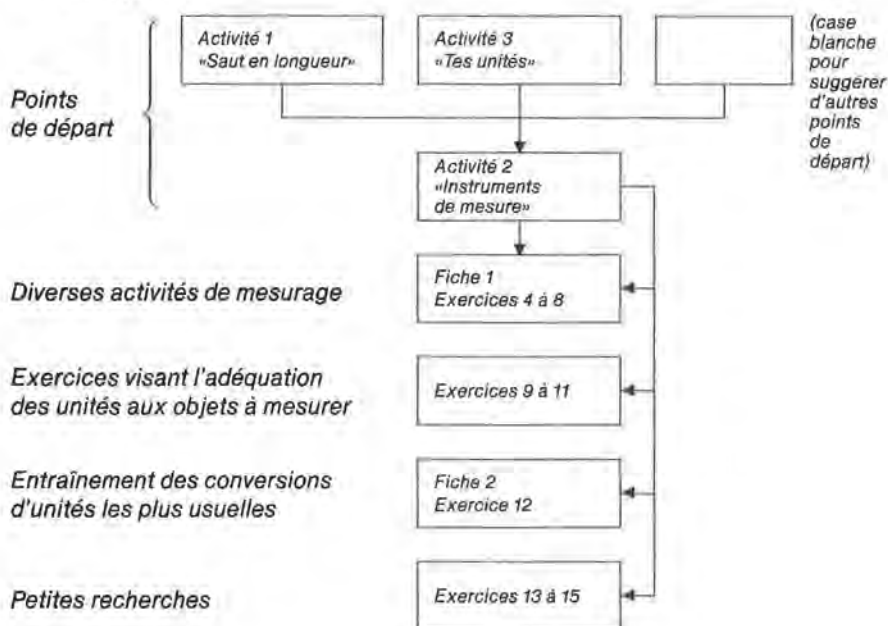 Activité 1
«Saut en longueur»
Activité 3
«Tes unités»
(case
blanche
pour
suggérer
d'autres
points
de
départ)
Points
de départ
Activité 2
«Instruments
de mesure»
Diverses activités de mesurage
Fiche 1
Exercices 4 à 8
Exercices visant l'adéquation
des unités aux objets à mesurer
Exercices 9 à 11
Entraînement des conversions
d'unités les plus usuelles
Fiche 2
Exercice 12
Petites recherches
Exercices 13 à 15